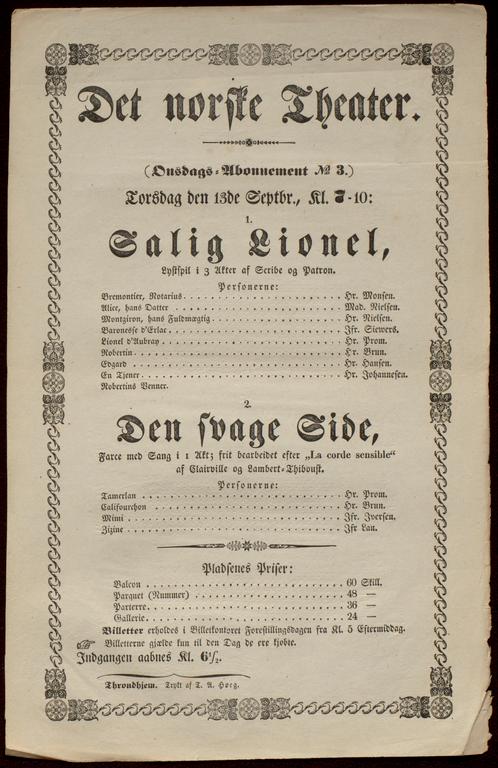 Det norske Theater.
(Onsdags-Abonnement № 3.)
Torsdag den 13de Septbr., Kl. 7-10:
1.
Salig Lionel,
Lystspil i 3 Akter af Scribe og Patron.
Personerne:
Bremontier, Notarius . . . . . . . . . . . . . . . . Hr. Monsen.
Alice, hans Datter . . . . . . . . . . . . . . . . Mad. Nielsen.
Montgiron, hans Fuldmægtig . . . . . . . . . . . . . . . . Hr. Nielsen.
Baronesse d'Erlac . . . . . . . . . . . . . . . . Jfr. Siewers.
Lionel d'Aubray . . . . . . . . . . . . . . . . Hr. Prom.
Robertin . . . . . . . . . . . . . . . . Hr. Brun.
Edgard . . . . . . . . . . . . . . . . Hr. Hansen.
En Tjener . . . . . . . . . . . . . . . . Hr. Johannesen.
Robertins Venner.
2.
Den svage Side,
Farce med Sang i 1 Akt; frit bearbeidet efter „La corde sensible“
af Clairville og Lambert-Thiboust.
Personerne:
Tamerlan . . . . . . . . . . . . . . . . Hr. Prom.
Califourchon . . . . . . . . . . . . . . . . Hr. Brun.
Mimi . . . . . . . . . . . . . . . . Jfr. Iversen.
Zizine . . . . . . . . . . . . . . . . Jfr Lau.
Pladsenes Priser:
Balcon . . . . . . . . . . . . . . . . 60 Skill.
Parquet (Nummer) . . . . . . . . . . . . . . . . 48 —
Parterre . . . . . . . . . . . . . . . . 36 —
Gallerie . . . . . . . . . . . . . . . . 24 —
Billetter erholdes i Billetkontoret Forestillingsdagen fra Kl. 5 Eftermiddag.
☞ Billetterne gjælde kun til den Dag de ere kjøbte.
Indgangen aabnes Kl. 6½.
Throndhjem. Trykt af T. A. Høeg.